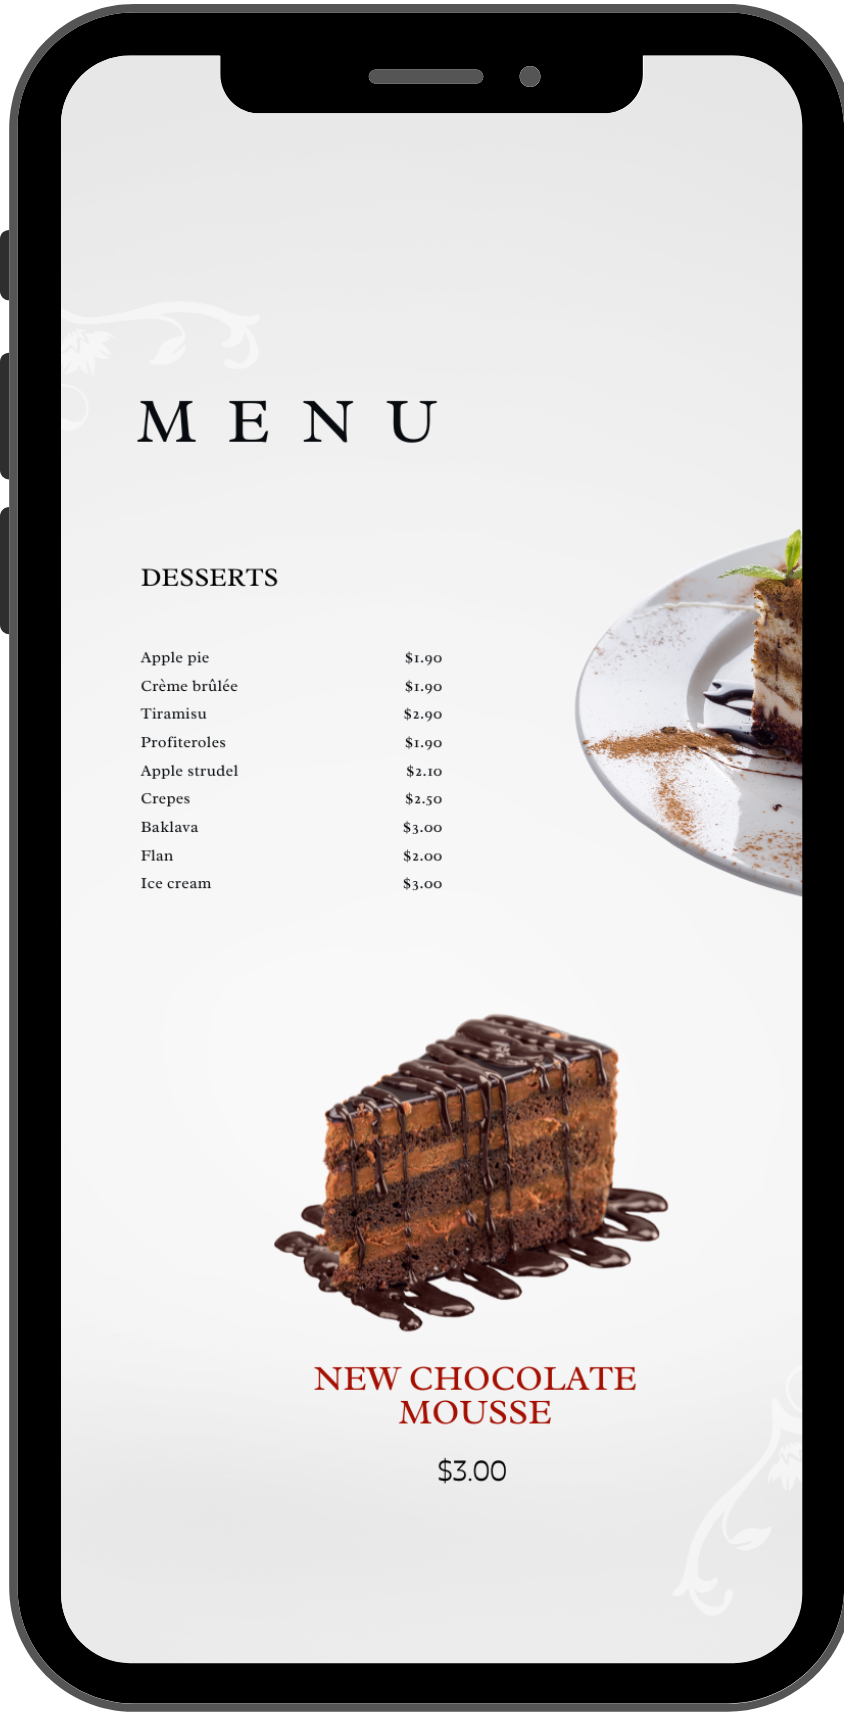 MENU
DESSERTS
Apple pie $1.90
Crème brûlée $1.90
Tiramisu $2.90
Profiteroles $1.90
Apple strudel $2.10
Crepes $2.50
Baklava $3.00
Flan $2.00
Ice cream $3.00
NEW CHOCOLATE
MOUSSE
$3.00